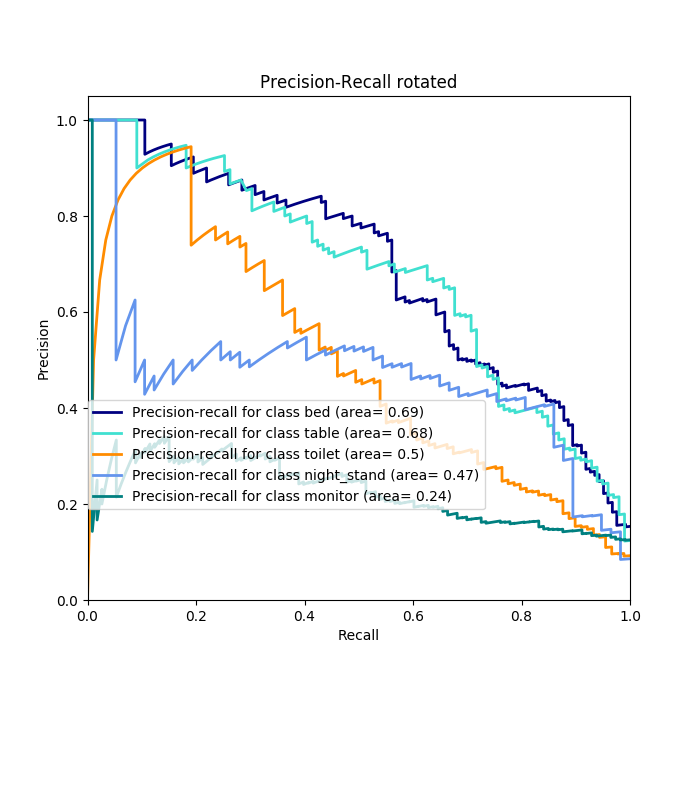 Precision-Recall rotated
Precision
1.0
0.8
0.6
0.4
0.2
0.0
Precision-recall for class bed (area= 0.69)
Precision-recall for class table (area= 0.68)
Precision-recall for class toilet (area= 0.5)
Precision-recall for class night_stand (area= 0.47)
Precision-recall for class monitor (area= 0.24)
0.0 0.2 0.4 0.6 0.8 1.0
Recall